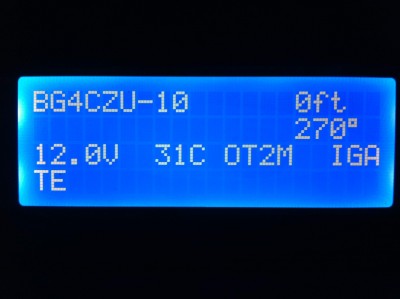 BG4CZU-10 0ft
270°
12.0V 31C OT2M IGA
TE